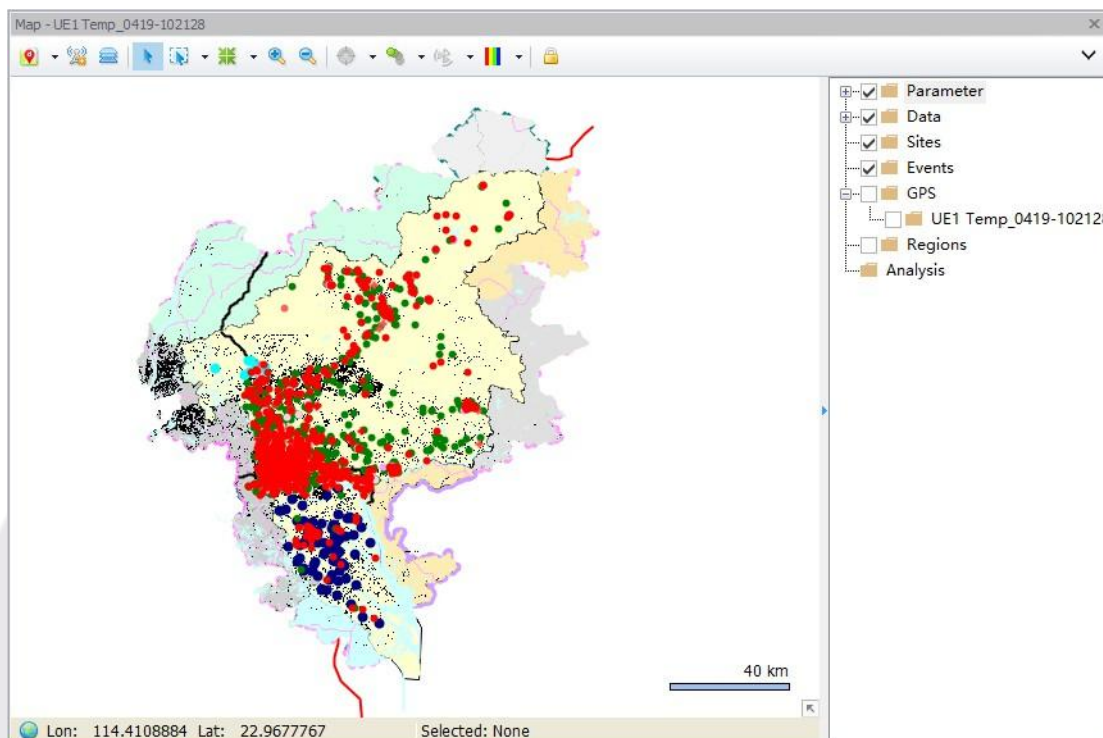 Map - UE1 Temp_0419-102128
Parameter
Data
Sites
Events
GPS
UE1 Temp_0419-102128
Regions
Analysis
40 km
Lon: 114.4108884 Lat: 22.9677767 Selected: None